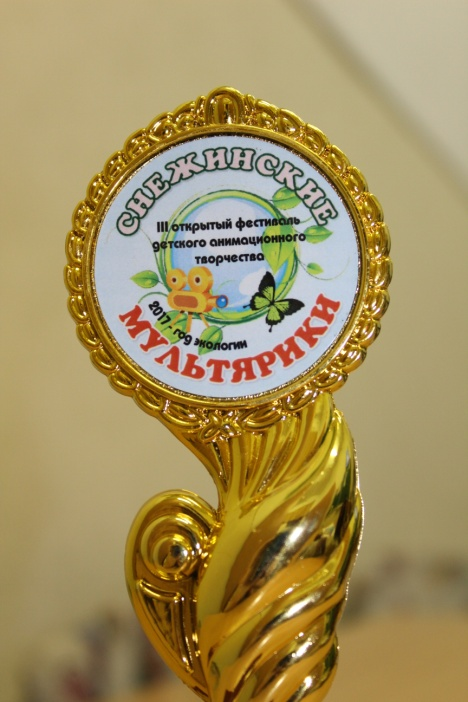 СНЕЖИНСКИЕ
III открытый фестиваль
детского анимационного
творчества
2017- год экологии
МУЛЬТЯРИКИ